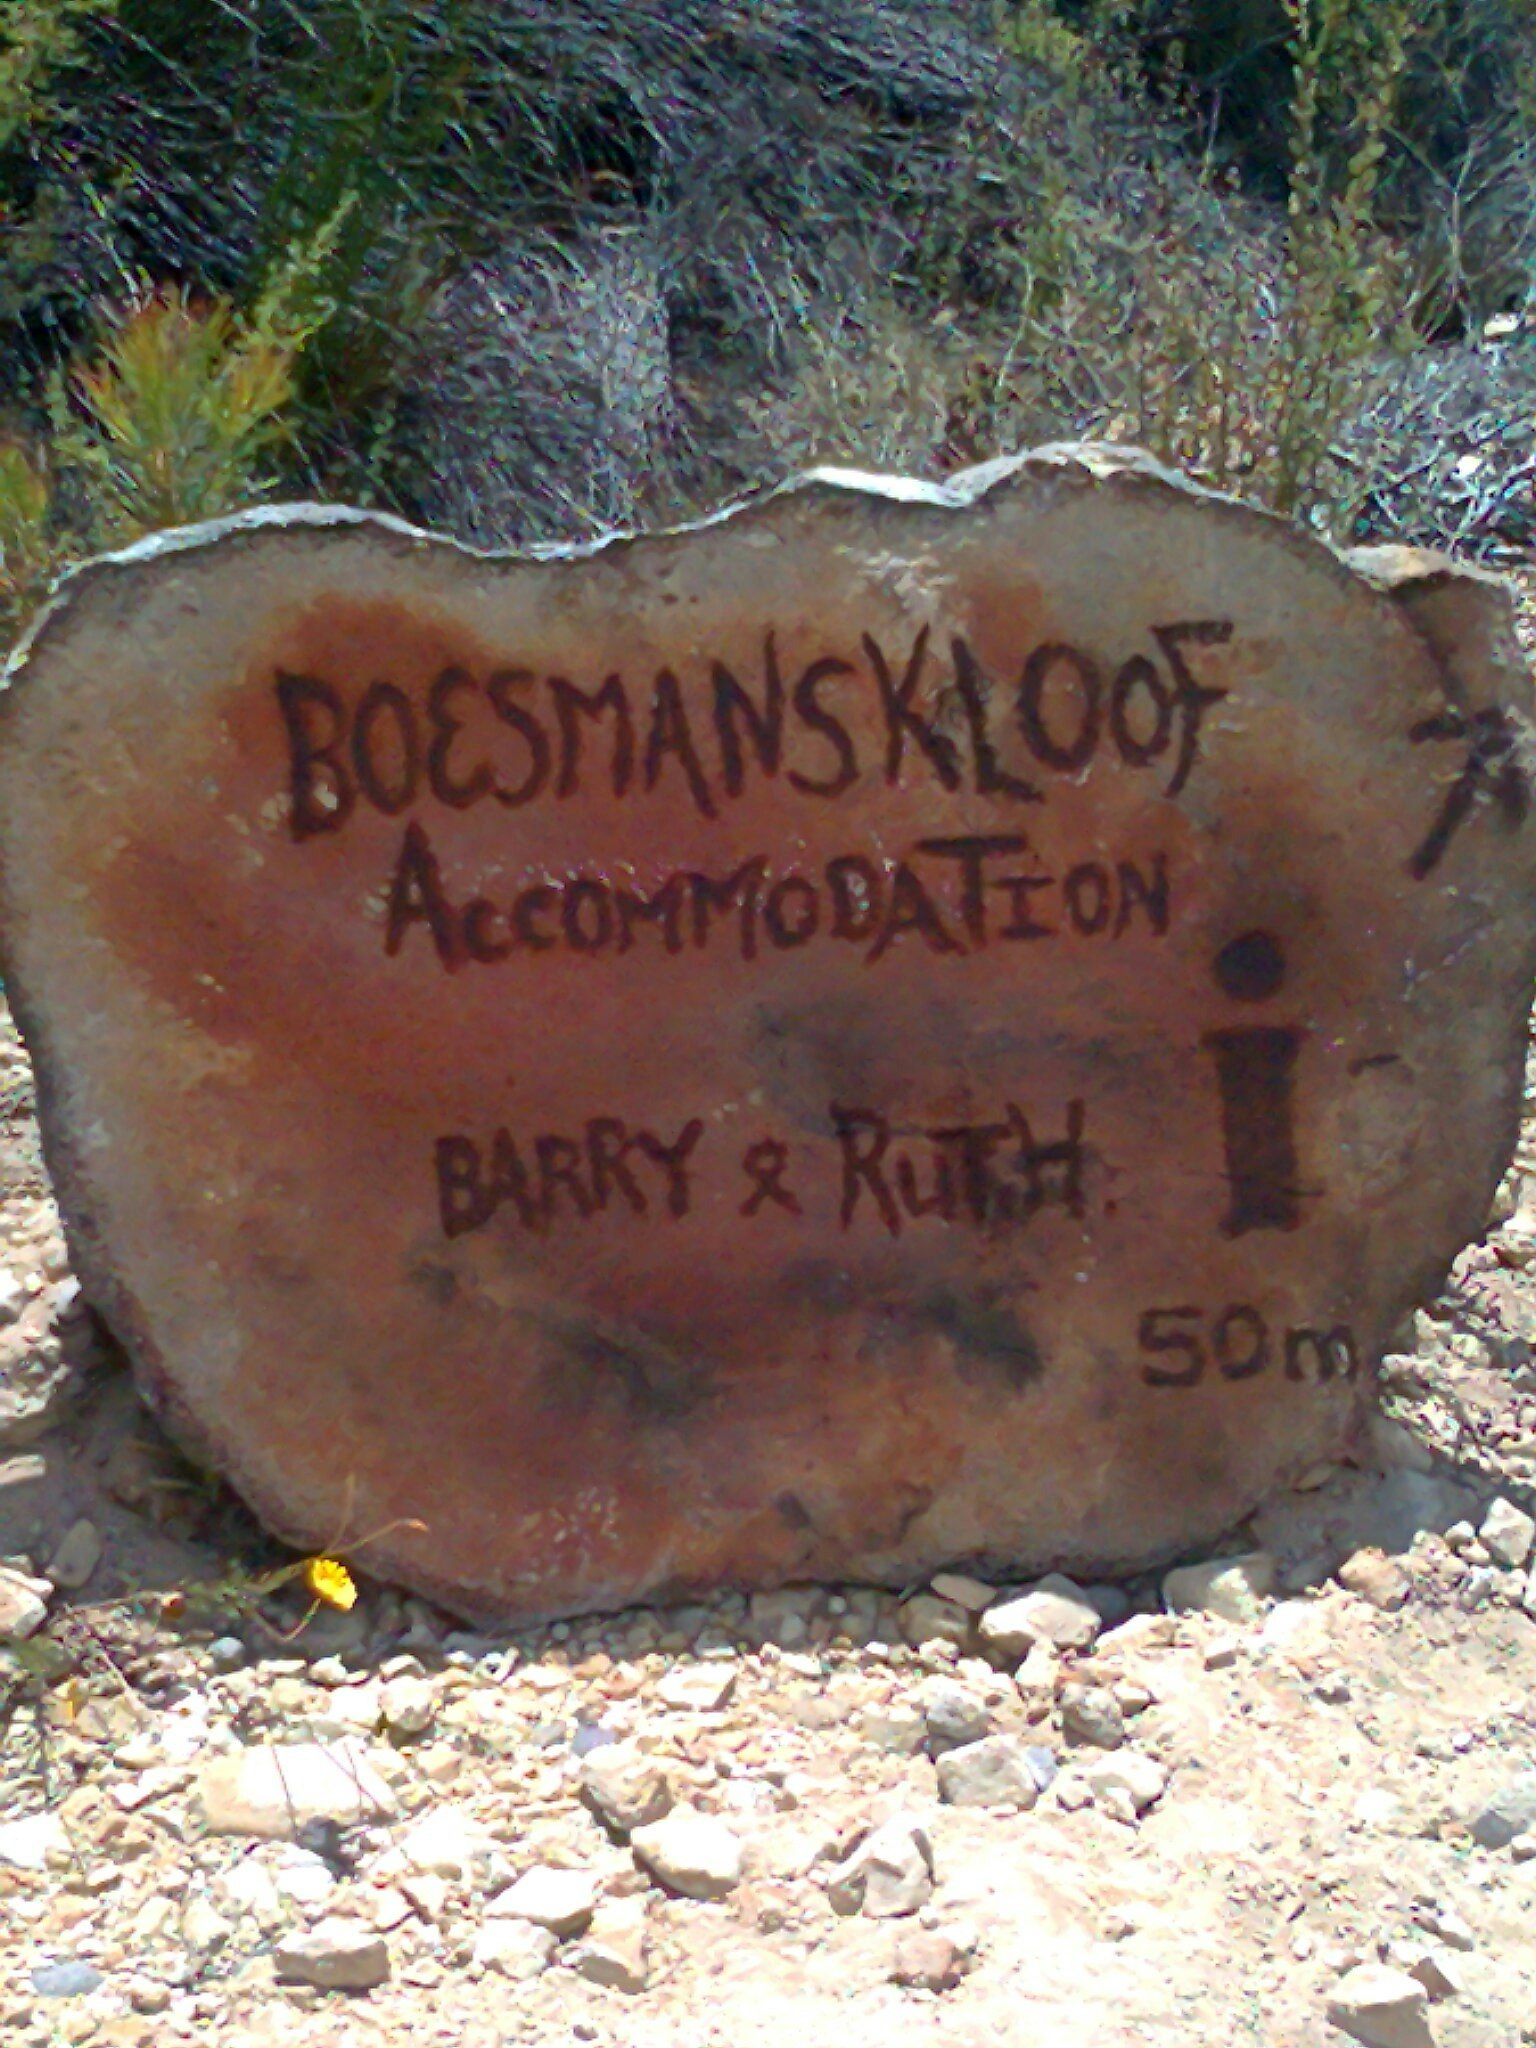 BOESMANSKLOOF
ACCOMMODATION
i
BARRY & RUTH.
50m